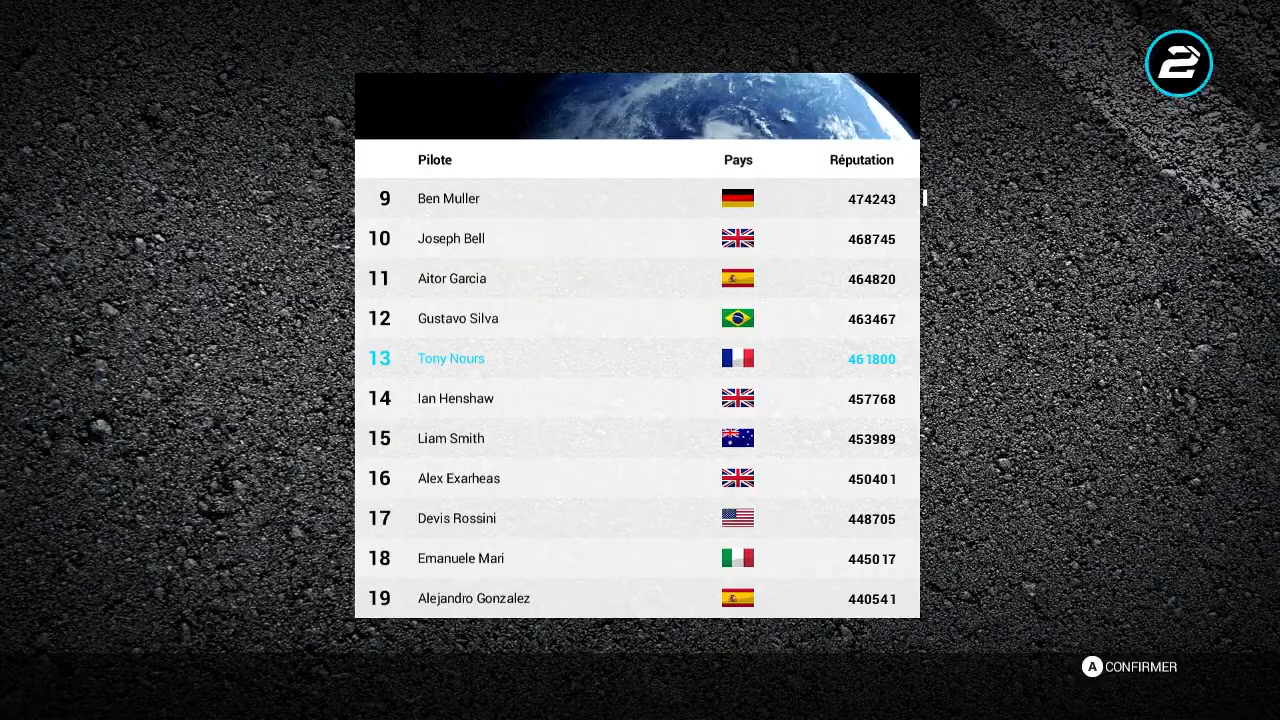 2
Pilote Pays Réputation
9 Ben Muller 474243
10 Joseph Bell 468745
11 Aitor Garcia 464820
12 Gustavo Silva 463467
13 Tony Nours 461800
14 Ian Henshaw 457768
15 Liam Smith 453989
16 Alex Exarheas 450401
17 Devis Rossini 448705
18 Emanuele Mari 445017
19 Alejandro Gonzalez 440541
A CONFIRMER